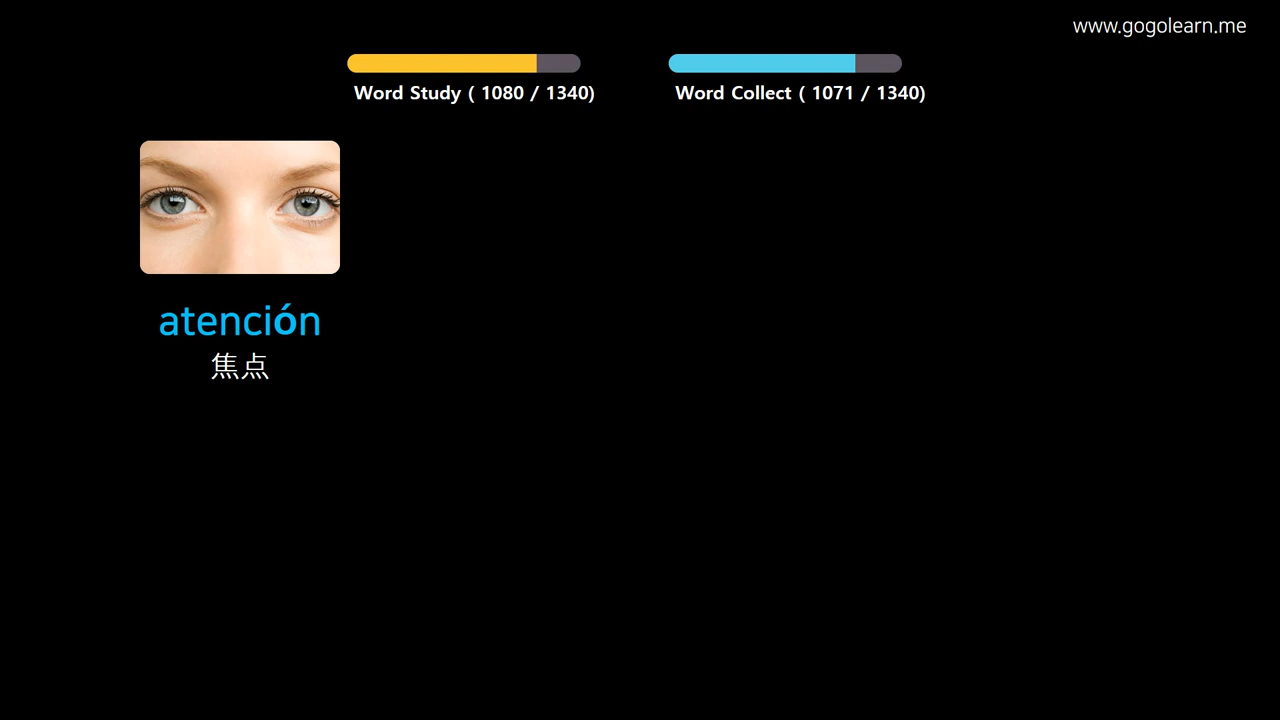 www.gogolearn.me
Word Study ( 1080 / 1340)
Word Collect ( 1071 / 1340)
atención
焦点